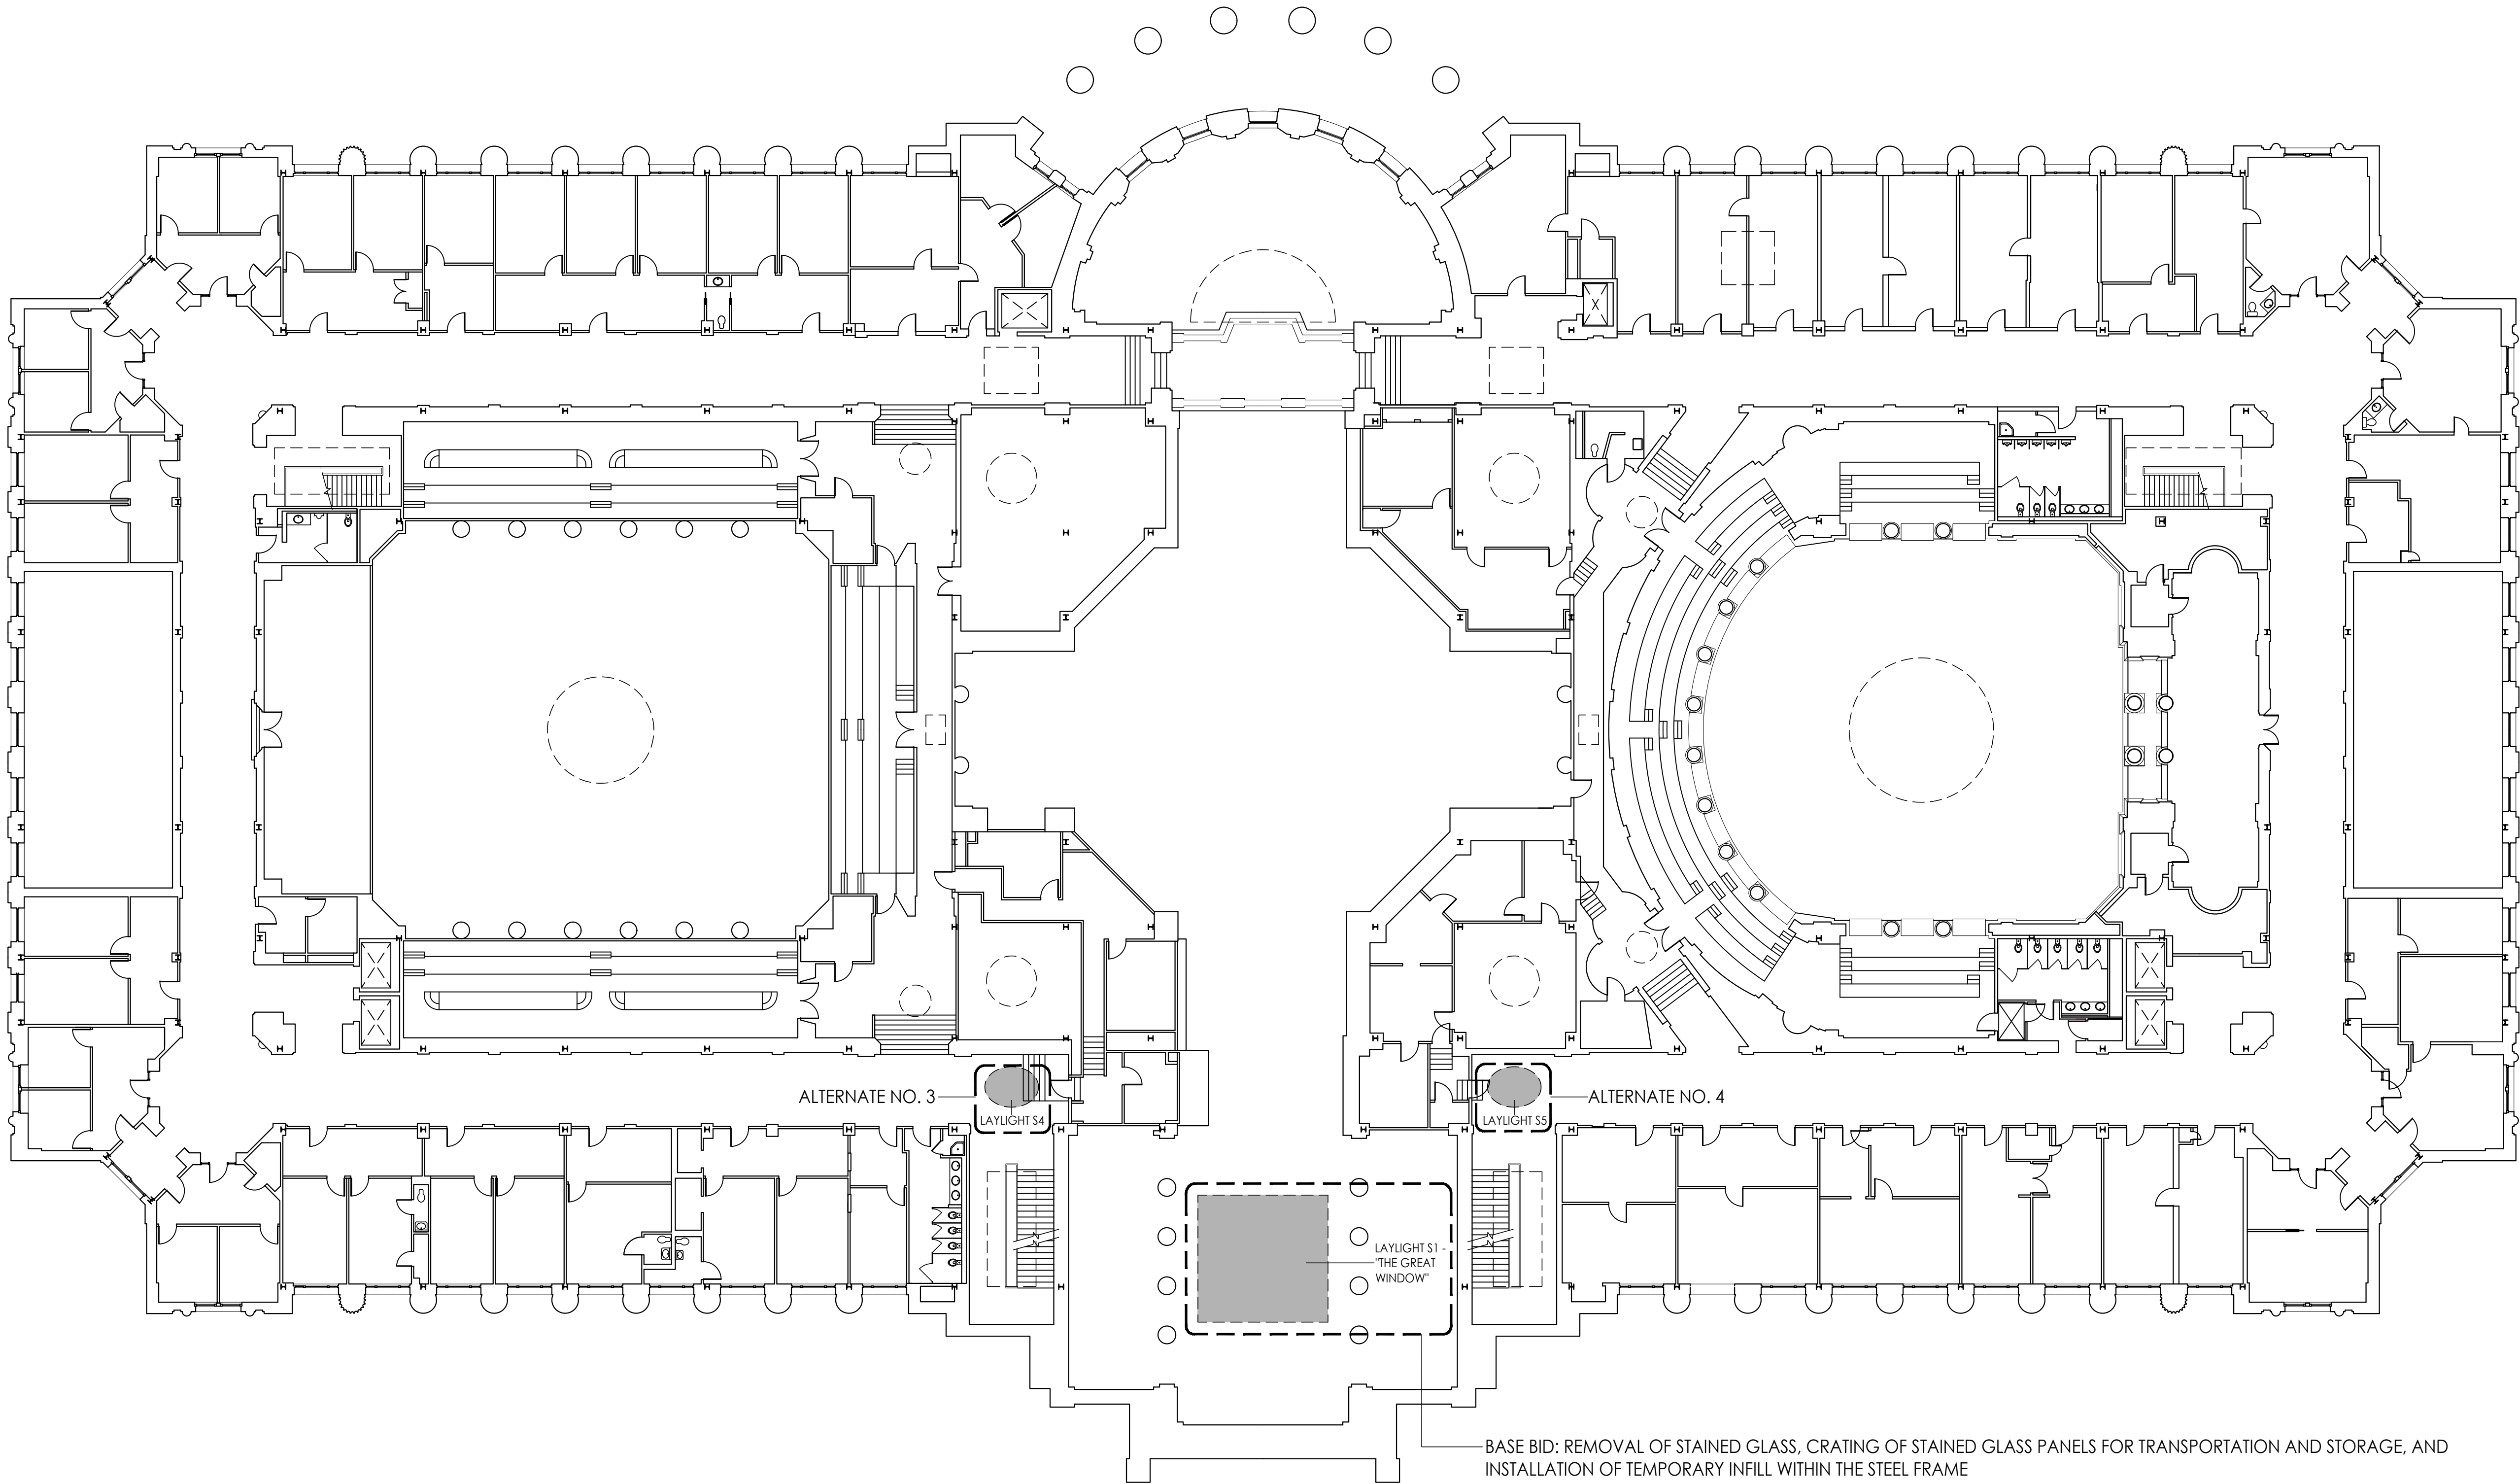 ALTERNATE NO. 3
LAYLIGHT S4
ALTERNATE NO. 4
LAYLIGHT S5
LAYLIGHT S1 -
"THE GREAT
WINDOW"
BASE BID: REMOVAL OF STAINED GLASS, CRATING OF STAINED GLASS PANELS FOR TRANSPORTATION AND STORAGE, AND
INSTALLATION OF TEMPORARY INFILL WITHIN THE STEEL FRAME